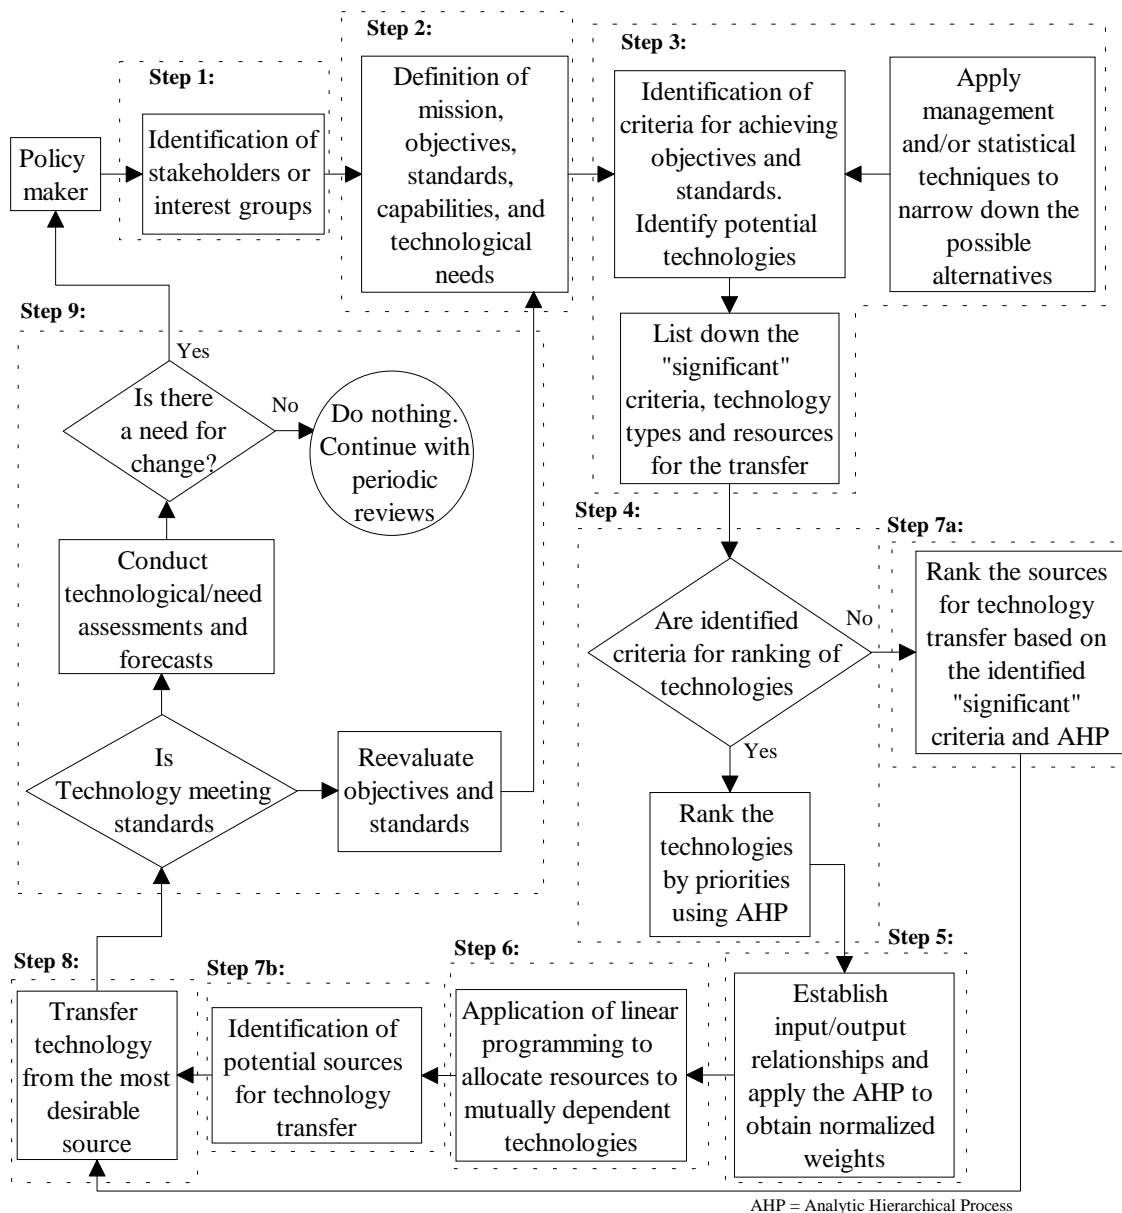 Step 1:
Step 2:
Step 3:
Policy
maker
Identification of
stakeholders or
interest groups
Definition of
mission,
objectives,
standards,
capabilities, and
technological
needs
Identification of
criteria for achieving
objectives and
standards.
Identify potential
technologies
Apply
management
and/or statistical
techniques to
narrow down the
possible
alternatives
List down the
"significant"
criteria, technology
types and resources
for the transfer
Step 9:
Yes
Is there
a need for
change?
No
Do nothing.
Continue with
periodic
reviews
Conduct
technological/need
assessments and
forecasts
Is
Technology meeting
standards
Reevaluate
objectives and
standards
Step 4:
Are identified
criteria for ranking of
technologies
No
Yes
Rank the
technologies
by priorities
using AHP
Step 7a:
Rank the sources
for technology
transfer based on
the identified
"significant"
criteria and AHP
Step 5:
Establish
input/output
relationships and
apply the AHP to
obtain normalized
weights
Step 6:
Application of linear
programming to
allocate resources to
mutually dependent
technologies
Step 7b:
Identification of
potential sources
for technology
transfer
Step 8:
Transfer
technology
from the most
desirable
source
AHP = Analytic Hierarchical Process